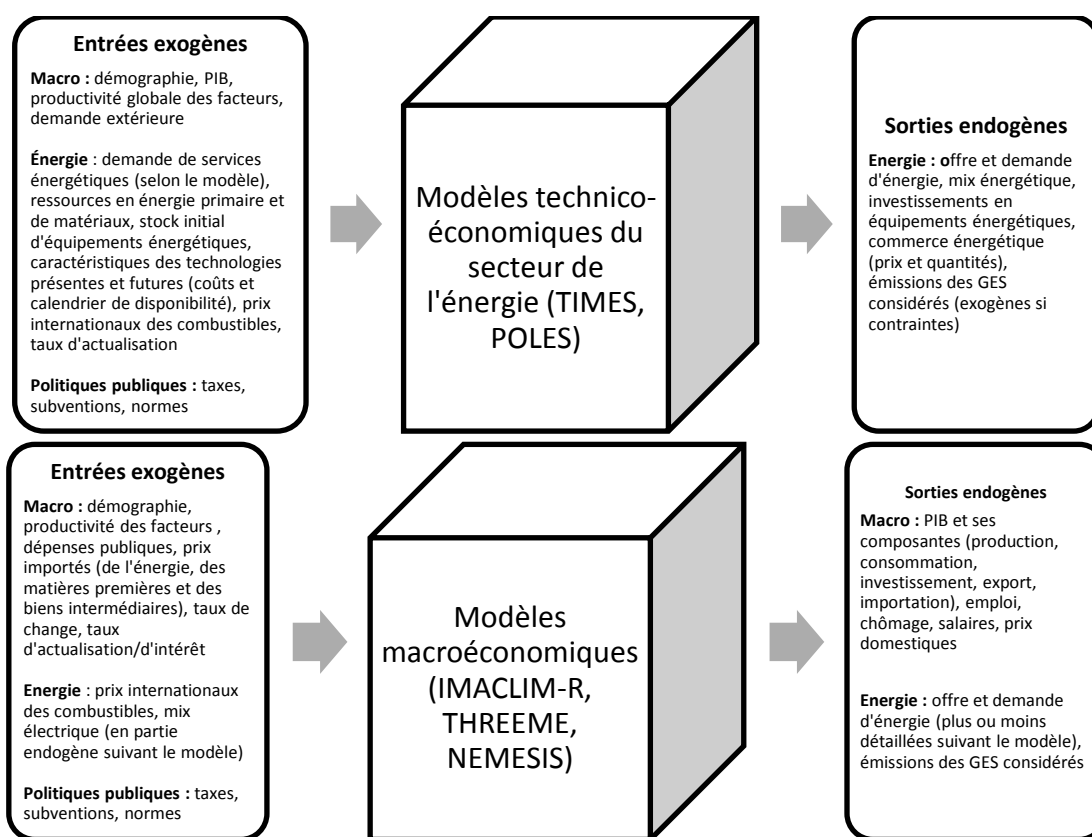 Entrées exogènes
Macro : démographie, PIB,
productivité globale des facteurs,
demande extérieure
Énergie : demande de services
énergétiques (selon le modèle),
ressources en énergie primaire et
de matériaux, stock initial
d'équipements énergétiques,
caractéristiques des technologies
présentes et futures (coûts et
calendrier de disponibilité), prix
internationaux des combustibles,
taux d'actualisation
Politiques publiques : taxes,
subventions, normes
Modèles technico-
économiques du
secteur de
l'énergie (TIMES,
POLES)
Sorties endogènes
Energie : offre et demande
d'énergie, mix énergétique,
investissements en
équipements énergétiques,
commerce énergétique
(prix et quantités),
émissions des GES
considérés (exogènes si
contraintes)
Entrées exogènes
Macro : démographie,
productivité des facteurs ,
dépenses publiques, prix
importés (de l'énergie, des
matières premières et des
biens intermédiaires), taux de
change, taux
d'actualisation/d'intérêt
Energie : prix internationaux
des combustibles, mix
électrique (en partie
endogène suivant le modèle)
Politiques publiques : taxes,
subventions, normes
Modèles
macroéconomiques
(IMACLIM-R,
THREEME,
NEMESIS)
Sorties endogènes
Macro : PIB et ses
composantes (production,
consommation,
investissement, export,
importation), emploi,
chômage, salaires, prix
domestiques
Energie : offre et demande
d'énergie (plus ou moins
détaillées suivant le modèle),
émissions des GES considérés